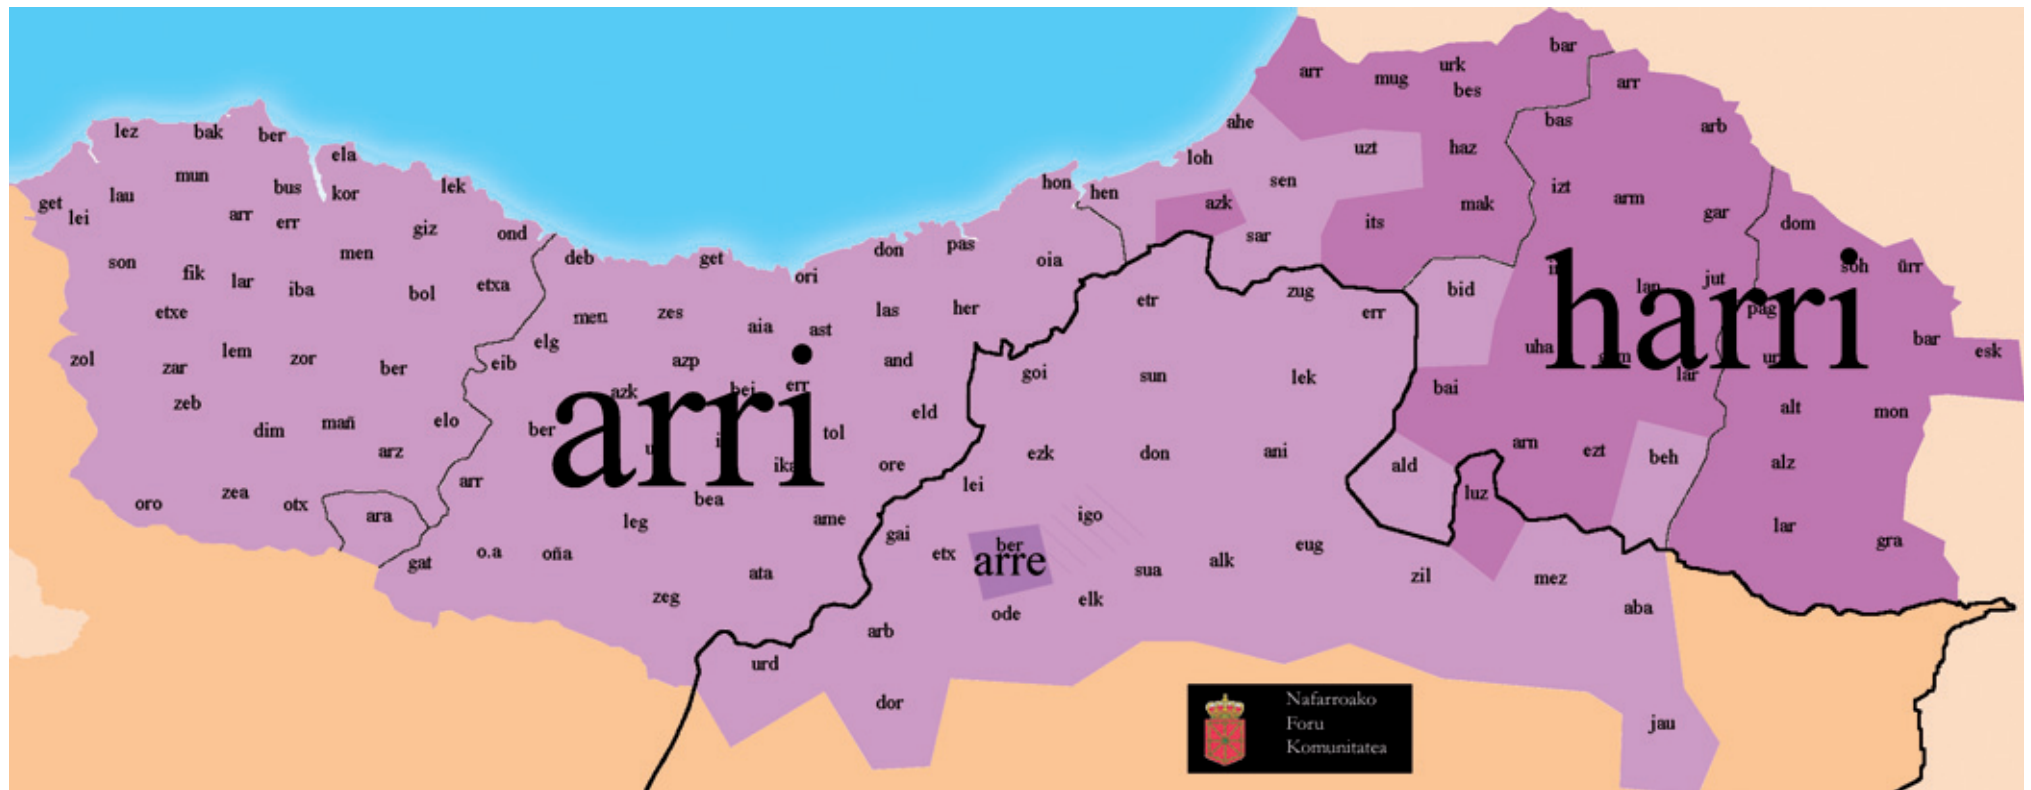 bar
arr
mug
urk
bes
arr
lez
bak
ber
ahe
bas
arb
ela
loh
uzt
haz
mun
lau
bus
kor
lek
hon
hen
sen
izt
arm
get
lei
arr
err
azk
mak
its
gar
dom
giz
ond
sar
son
men
deb
get
don
pas
oia
fik
lar
iba
bol
etxa
ori
bid
jut
soh
ürr
etxe
men
zes
aia
ast
las
her
etr
zug
err
lan
pag
zol
zar
lem
zor
ber
elg
eib
azp
and
goi
sun
lek
uha
lar
bar
esk
zeb
azk
bei
err
bai
harri
dim
mañ
elo
ber
arri
tol
eld
alt
mon
arz
ika
ore
ezk
don
ani
ald
arn
ezt
beh
alz
oro
zea
otx
arr
bea
lei
luz
ara
leg
ame
igo
lar
gra
gat
o.a
oña
gai
etx
ber
arre
eug
ata
sua
alk
zil
mez
zeg
ode
elk
aba
arb
urd
dor
jau
Nafarroako
Foru
Komunitatea